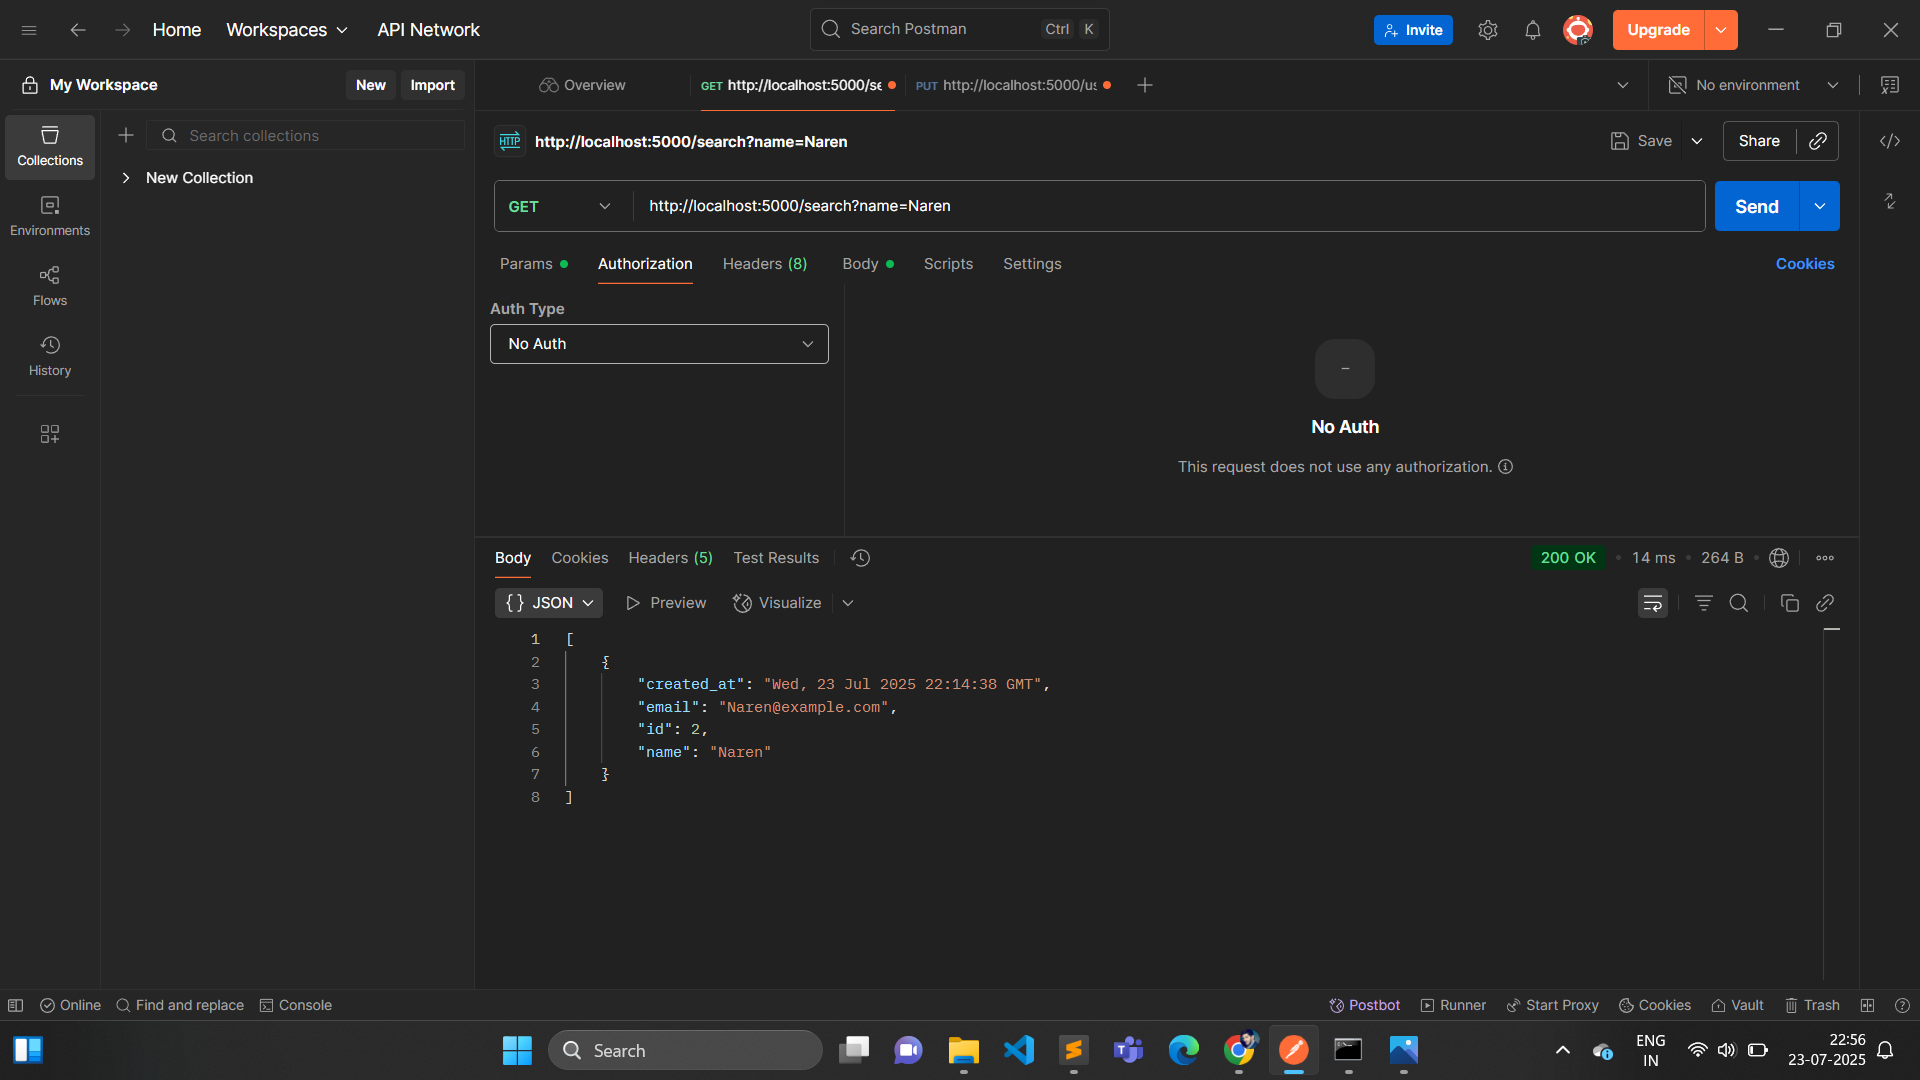 Home
Workspaces
API Network
Search Postman
Ctrl K
Invite
Upgrade
My Workspace
New
Import
Overview
GET http://localhost:5000/se
PUT http://localhost:5000/us
No environment
Collections
Search collections
New Collection
Environments
Flows
History
HTTP http://localhost:5000/search?name=Naren
Save
Share
GET
http://localhost:5000/search?name=Naren
Send
Params
Authorization
Headers (8)
Body
Scripts
Settings
Cookies
Auth Type
No Auth
No Auth
This request does not use any authorization.
Body
Cookies
Headers (5)
Test Results
200 OK
14 ms
264 B
{} JSON
Preview
Visualize
1 [
2 {
3 "created_at": "Wed, 23 Jul 2025 22:14:38 GMT",
4 "email": "Naren@example.com",
5 "id": 2,
6 "name": "Naren"
7 }
8 ]
Online
Find and replace
Console
Postbot
Runner
Start Proxy
Cookies
Vault
Trash
Search
ENG
IN
22:56
23-07-2025